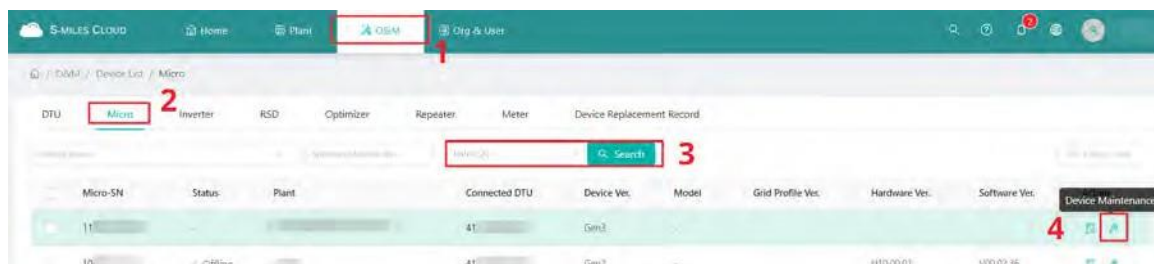 S-MILES CLOUD Home Plant O&M Org & User 2
1
/ O&M / Device List / Micro
2
DTU Micro Inverter RSD Optimizer Repeater Meter Device Replacement Record
Search 3
Micro-SN Status Plant Connected DTU Device Ver. Model Grid Profile Ver. Hardware Ver. Software Ver. Action
Device Maintenance
11 41 Gen3 4
10 Offline 41 Gen3